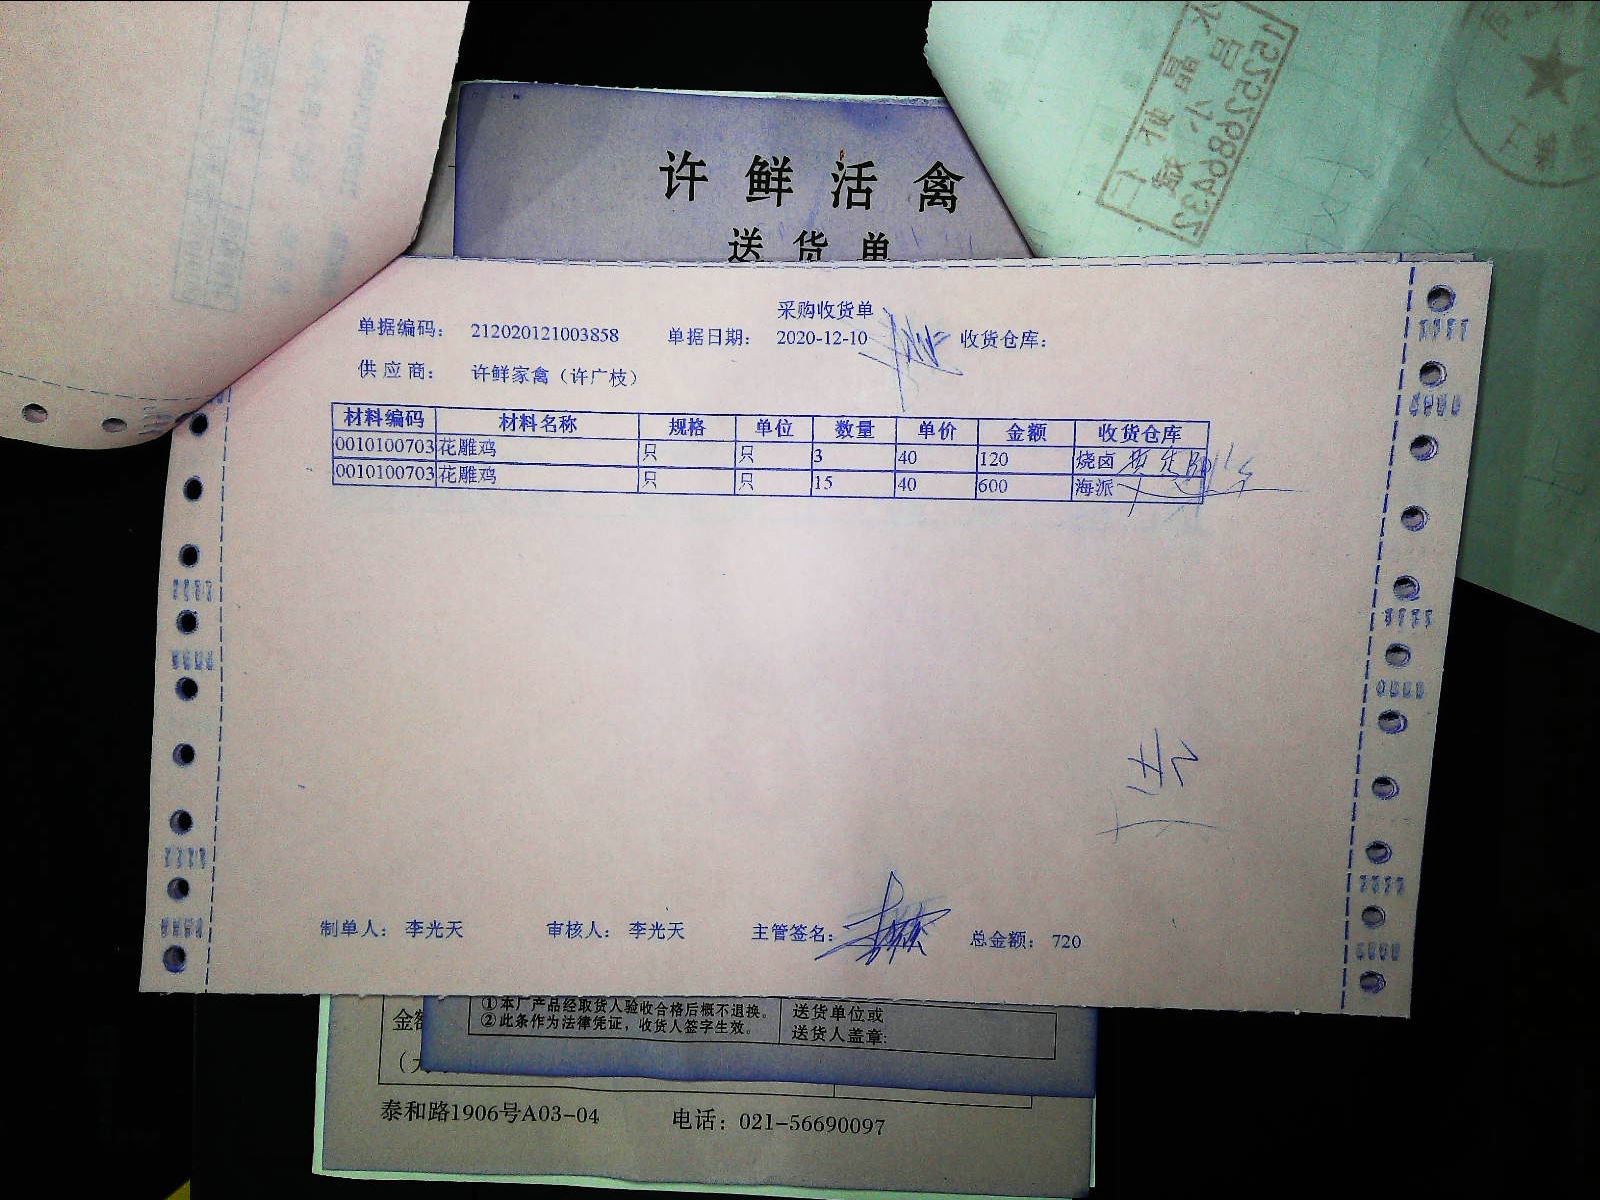 许鲜活禽
送货单
采购收货单
单据编码： 212020121003858 单据日期： 2020-12-10 收货仓库：
供应商： 许鲜家禽（许广枝）
材料编码 材料名称 规格 单位 数量 单价 金额 收货仓库
0010100703 花雕鸡 只 只 3 40 120 烧卤
0010100703 花雕鸡 只 只 15 40 600 海派
制单人： 李光天 审核人： 李光天 主管签名： 总金额： 720
①本厂产品经取货人验收合格后概不退换。
②此条作为法律凭证，收货人签字生效。
送货单位或
送货人盖章:
金
泰和路1906号A03-04 电话：021-56690097
15252686432